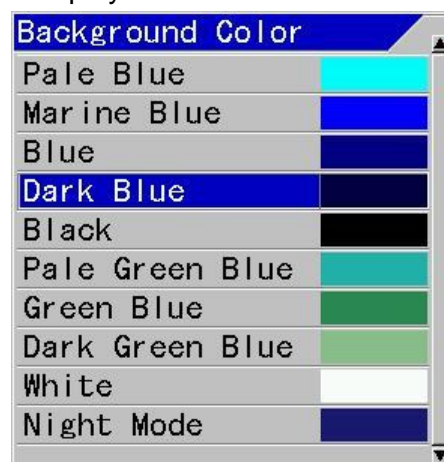 Background Color
Pale Blue
Marine Blue
Blue
Dark Blue
Black
Pale Green Blue
Green Blue
Dark Green Blue
White
Night Mode